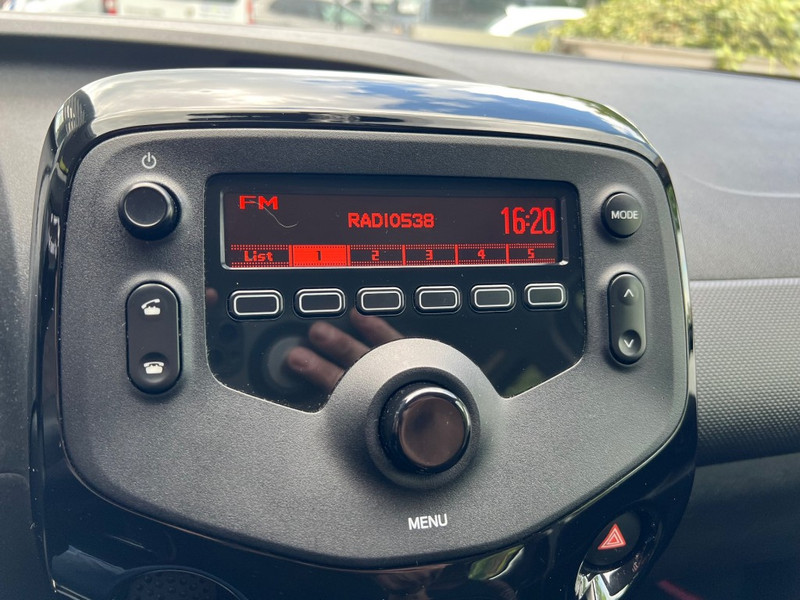 FM
RADIO538
16:20
MODE
List 1 2 3 4 5
MENU